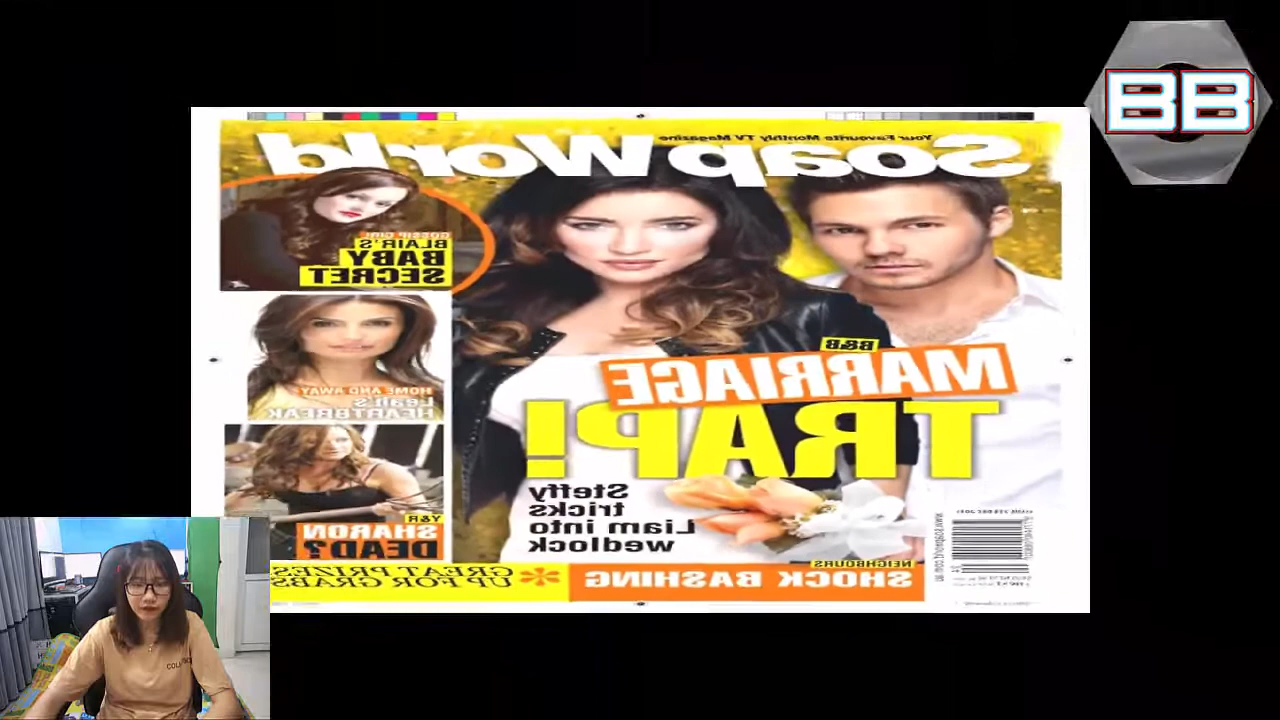 BB
Your Favourite Monthly TV Magazine
Soap World
GOSSIP GIRL
BLAIR'S
BABY
SECRET
HOME AND AWAY
Leah's
HEARTBREAK
Y&R
SHARON
DEAD?
B&B
MARRIAGE
TRAP!
Steffy
tricks
Liam into
wedlock
NEIGHBOURS
SHOCK BASHING
GREAT PRIZES
UP FOR GRABS